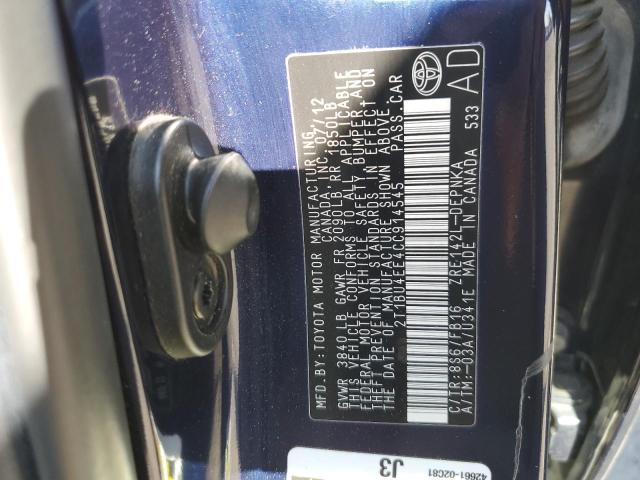 MFD.BY:TOYOTA MOTOR MANUFACTURING
CANADA, INC. 07/12
GVWR 3840 LB GAWR FR 2090LB RR 1850LB
THIS VEHICLE CONFORMS TO ALL APPLICABLE
FEDERAL MOTOR VEHICLE SAFETY, BUMPER, AND
THEFT PREVENTION STANDARDS IN EFFECT ON
THE DATE OF MANUFACTURE SHOWN ABOVE.
2T1BU4EE4CC914545 PASS. CAR
C/TR:8S6/FB16 ZRE142L-DEPNKA
A/TM:-03A/U341E MADE IN CANADA 533
AD
42661-02C81
J3